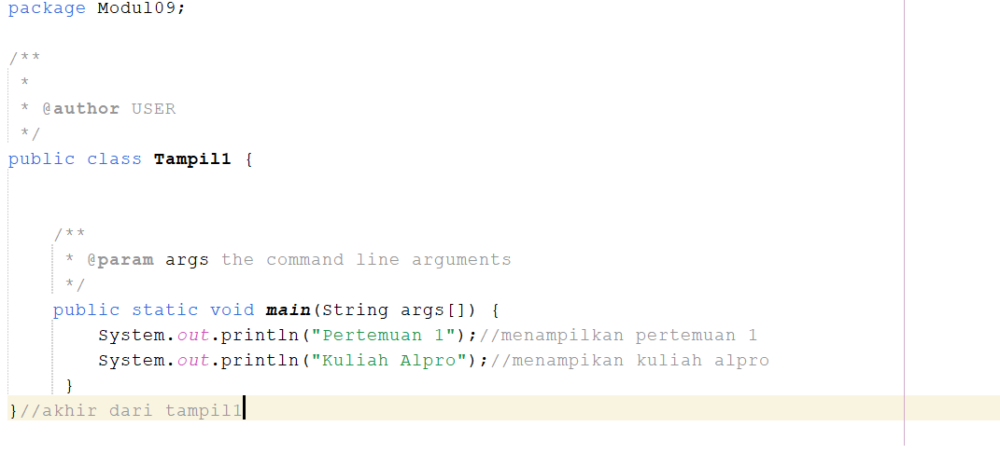 package Modul09;
/**
*
* @author USER
*/
public class Tampil1 {
/**
* @param args the command line arguments
*/
public static void main(String args[]) {
System.out.println("Pertemuan 1");//menampilkan pertemuan 1
System.out.println("Kuliah Alpro");//menampikan kuliah alpro
}
}//akhir dari tampil1